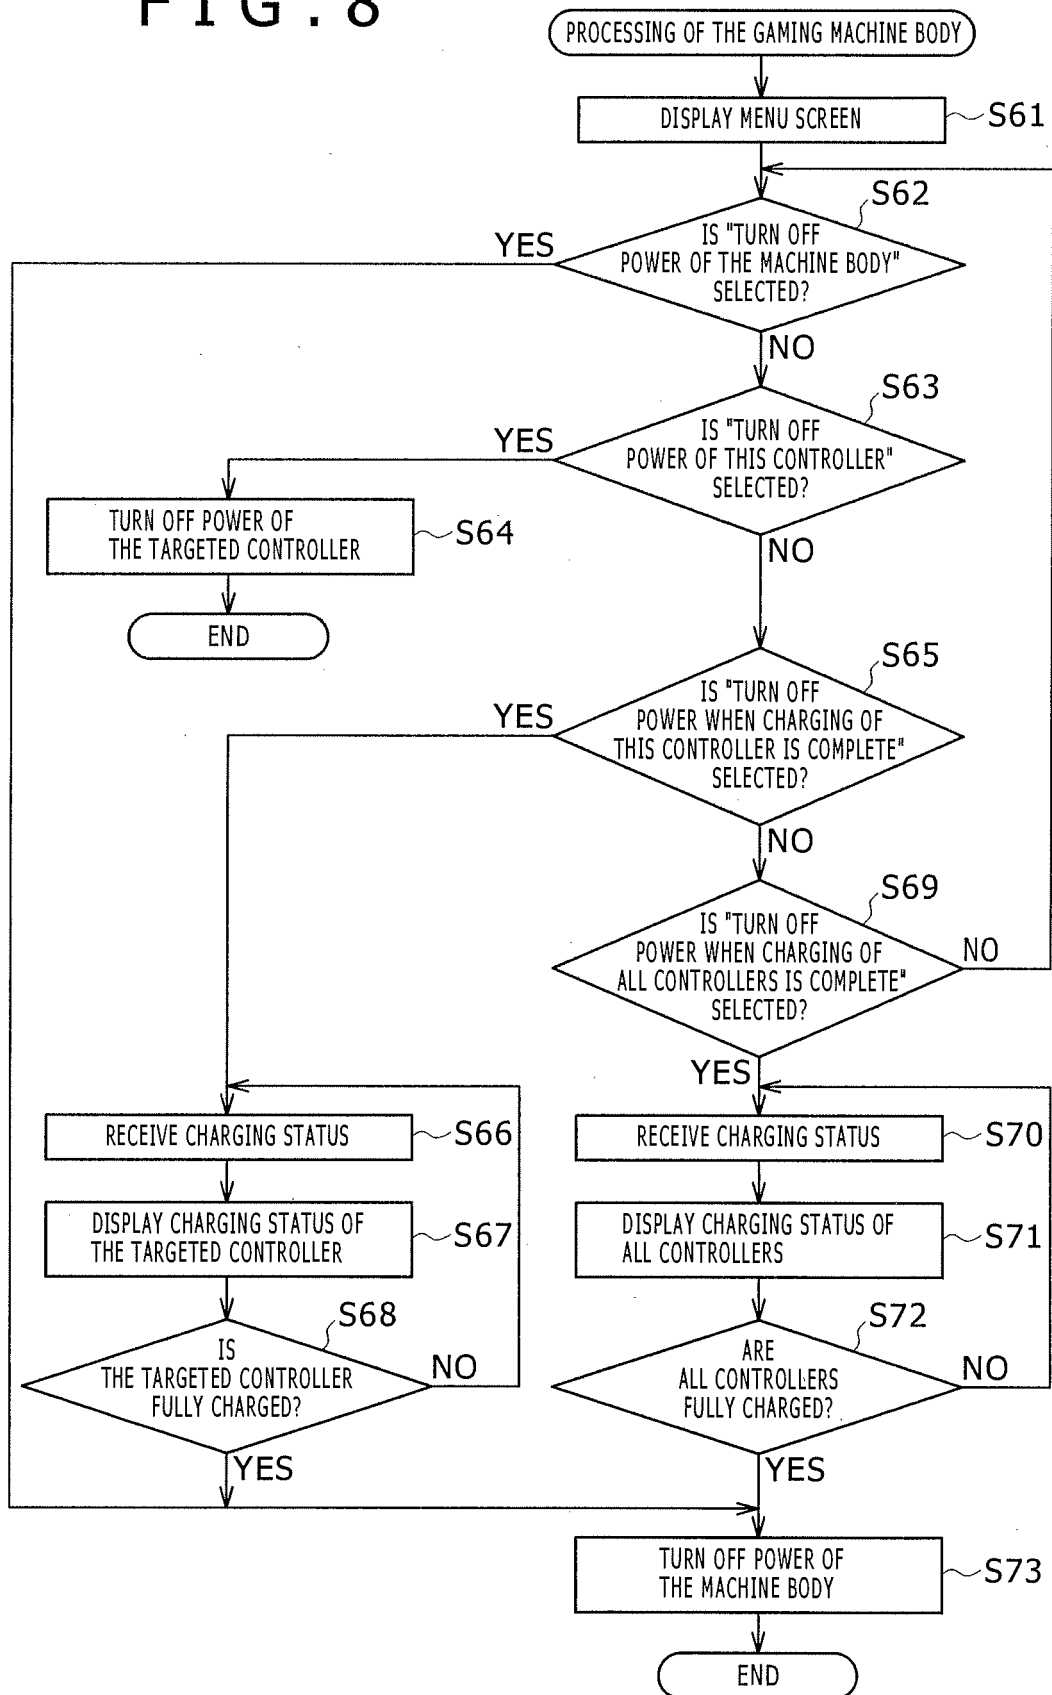 FIG.8
PROCESSING OF THE GAMING MACHINE BODY
DISPLAY MENU SCREEN
S61
S62
IS "TURN OFF
POWER OF THE MACHINE BODY"
SELECTED?
YES
NO
S63
IS "TURN OFF
POWER OF THIS CONTROLLER"
SELECTED?
YES
NO
TURN OFF POWER OF
THE TARGETED CONTROLLER
S64
END
S65
IS "TURN OFF
POWER WHEN CHARGING OF
THIS CONTROLLER IS COMPLETE"
SELECTED?
YES
NO
S69
IS "TURN OFF
POWER WHEN CHARGING OF
ALL CONTROLLERS IS COMPLETE"
SELECTED?
NO
YES
RECEIVE CHARGING STATUS
S66
DISPLAY CHARGING STATUS OF
THE TARGETED CONTROLLER
S67
S68
IS
THE TARGETED CONTROLLER
FULLY CHARGED?
NO
YES
RECEIVE CHARGING STATUS
S70
DISPLAY CHARGING STATUS OF
ALL CONTROLLERS
S71
S72
ARE
ALL CONTROLLERS
FULLY CHARGED?
NO
YES
TURN OFF POWER OF
THE MACHINE BODY
S73
END